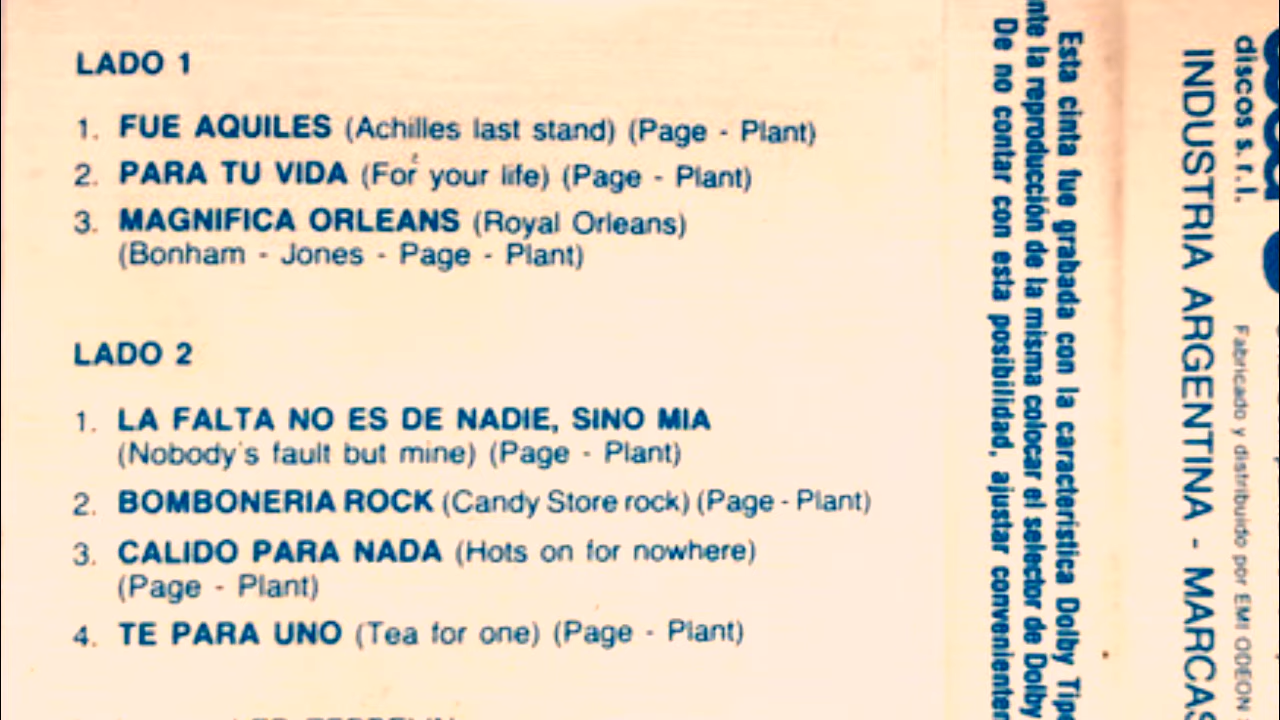 LADO 1
1. FUE AQUILES (Achilles last stand) (Page - Plant)
2. PARA TU VIDA (For your life) (Page - Plant)
3. MAGNIFICA ORLEANS (Royal Orleans)
(Bonham - Jones - Page - Plant)
LADO 2
1. LA FALTA NO ES DE NADIE, SINO MIA
(Nobody's fault but mine) (Page - Plant)
2. BOMBONERIA ROCK (Candy Store rock) (Page - Plant)
3. CALIDO PARA NADA (Hots on for nowhere)
(Page - Plant)
4. TE PARA UNO (Tea for one) (Page - Plant)
Esta cinta fue grabada con la caracteristica Dolby
la reproducción de la misma colocar el selector de Dolby
De no contar con esta posibilidad, ajustar
INDUSTRIA ARGENTINA - MARCAS
discos s. r. l.
Fabricado y distribuido por EMI ODEON